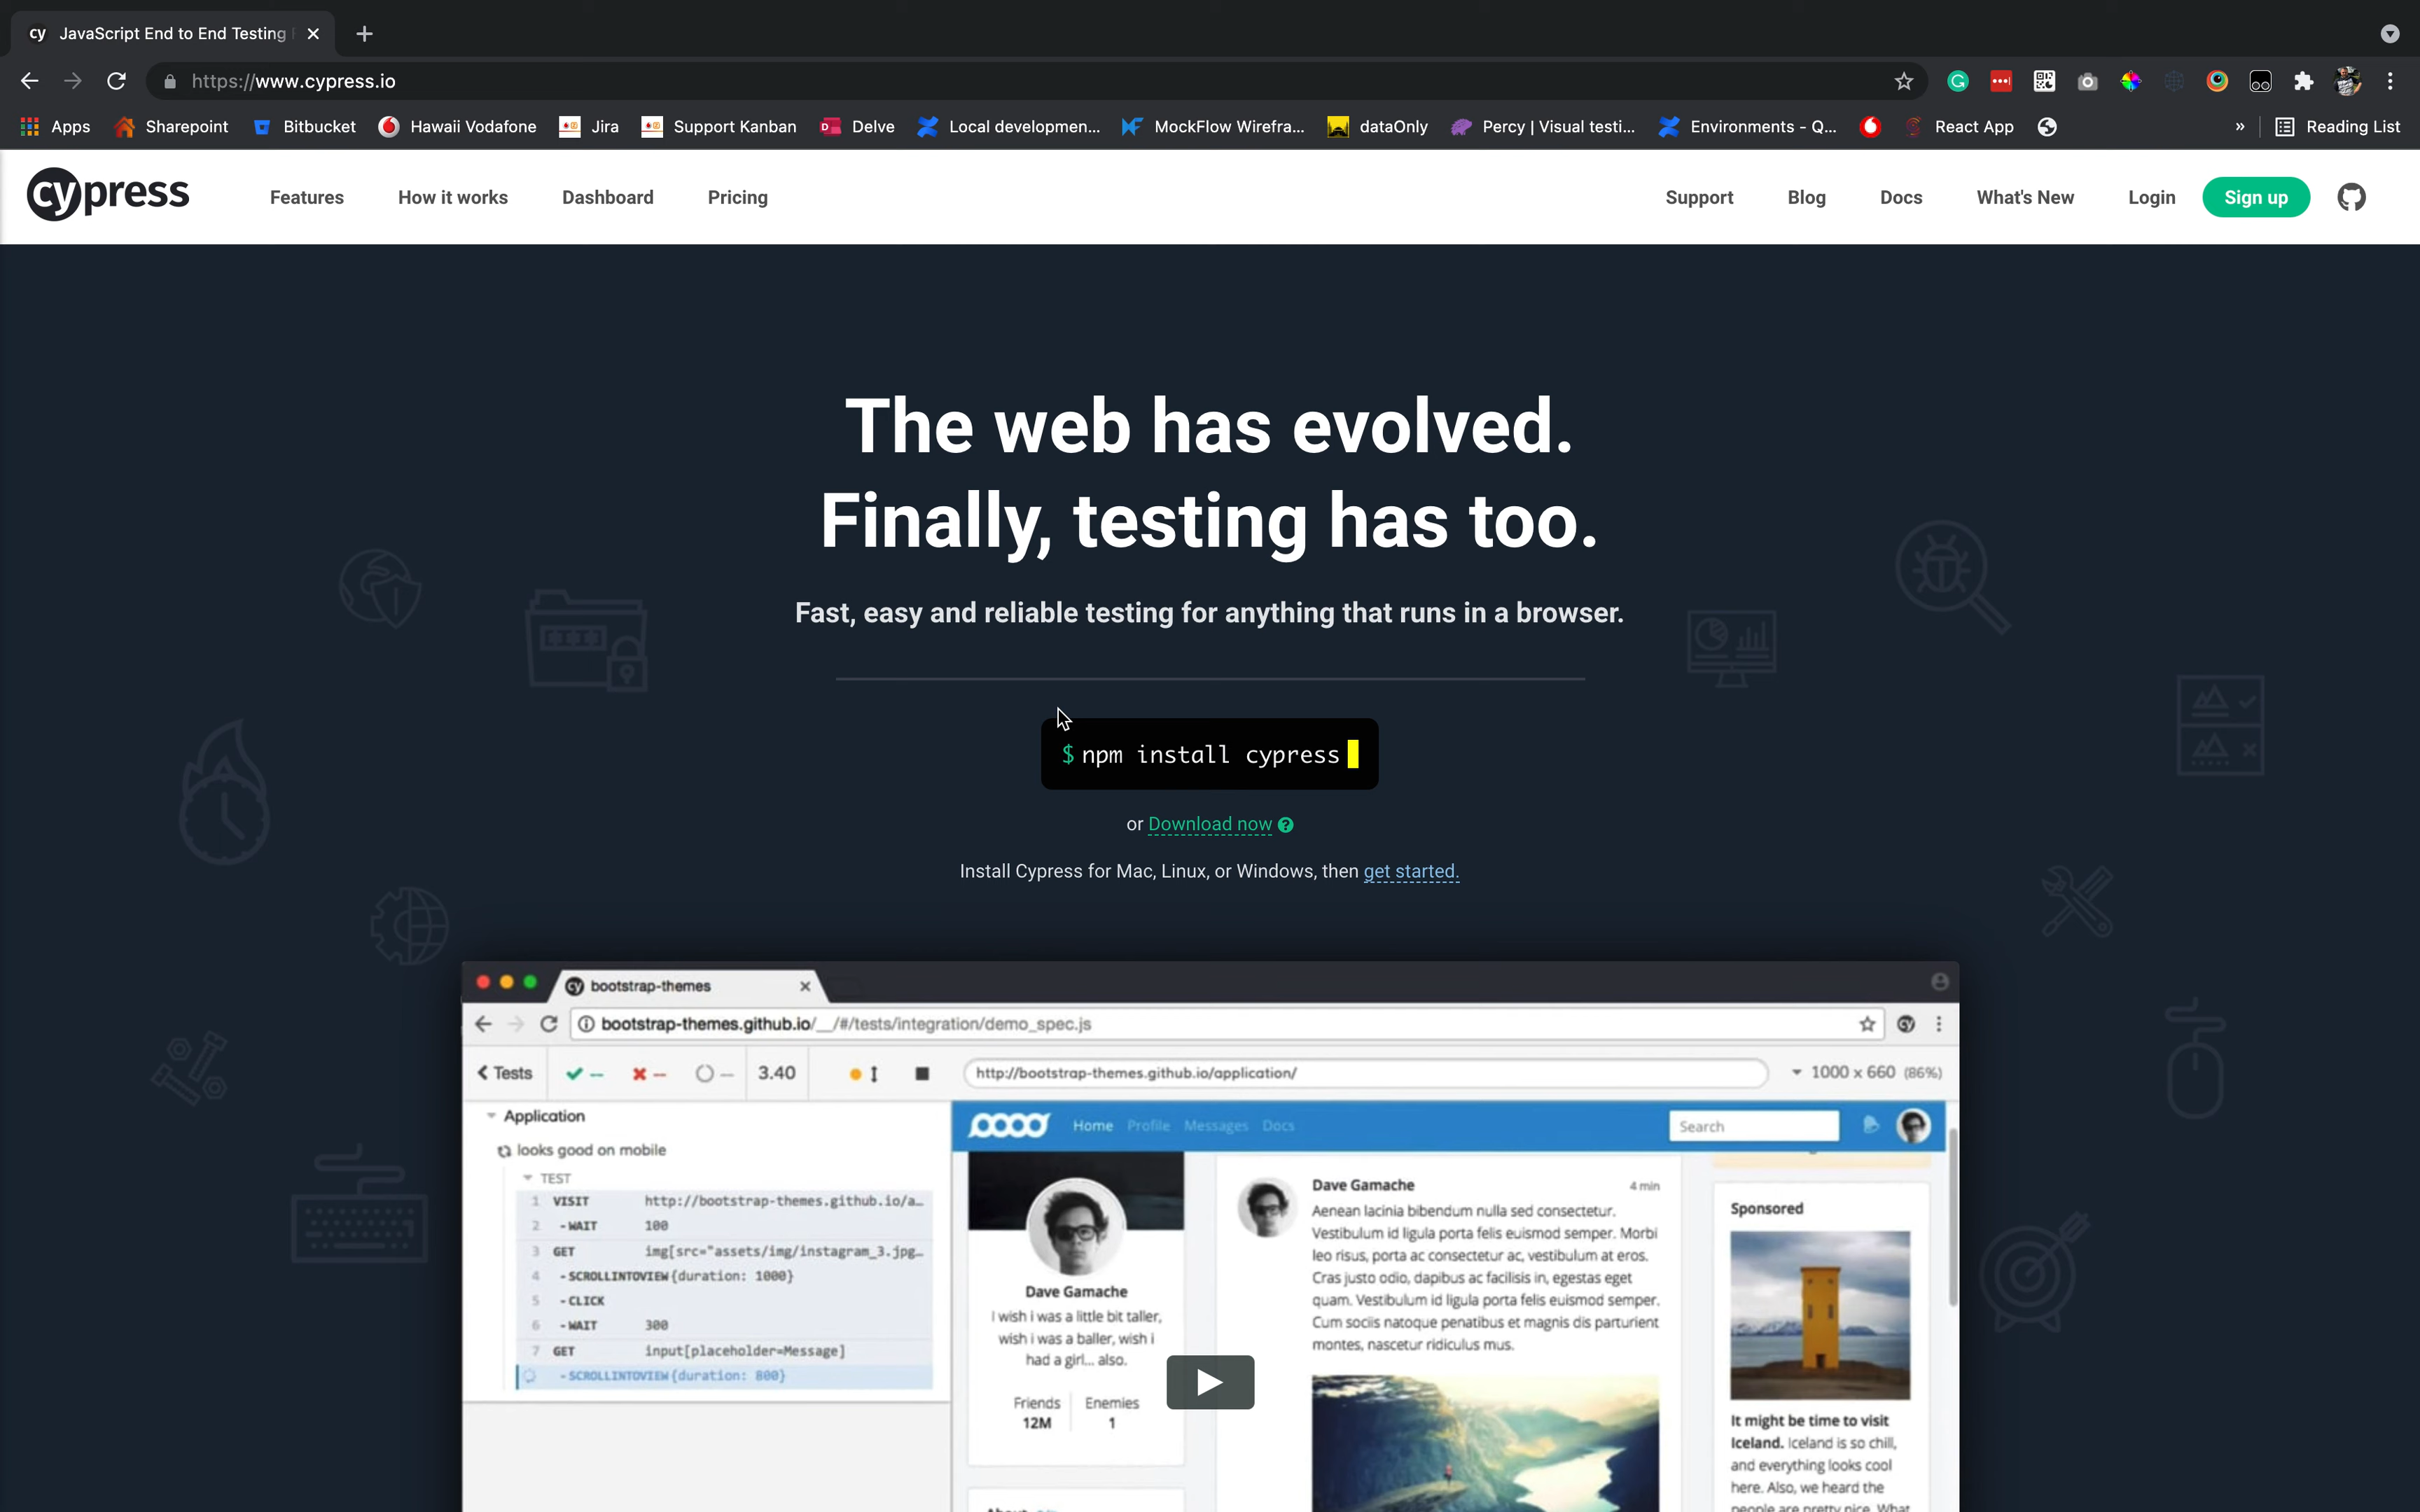 cy JavaScript End to End Testing
https://www.cypress.io
Apps Sharepoint Bitbucket Hawaii Vodafone Jira Support Kanban Delve Local developmen... MockFlow Wirefra... dataOnly Percy | Visual testi... Environments - Q... React App » Reading List
cypress Features How it works Dashboard Pricing Support Blog Docs What's New Login Sign up
The web has evolved.
Finally, testing has too.
Fast, easy and reliable testing for anything that runs in a browser.
$ npm install cypress
or Download now ?
Install Cypress for Mac, Linux, or Windows, then get started.
cy bootstrap-themes
bootstrap-themes.github.io/__/#/tests/integration/demo_spec.js cy
Tests -- -- -- 3.40 http://bootstrap-themes.github.io/application/ 1000 x 660 (86%)
Application
looks good on mobile
TEST
1 VISIT http://bootstrap-themes.github.io/a...
2 - WAIT 100
3 GET img[src="assets/img/instagram_3.jpg...
4 - SCROLLINTOVIEW {duration: 1000}
5 - CLICK
6 - WAIT 300
7 GET input[placeholder=Message]
- SCROLLINTOVIEW {duration: 800}
Home Profile Messages Docs Search
Dave Gamache
I wish i was a little bit taller,
wish i was a baller, wish i
had a girl... also.
Friends Enemies
12M 1
Dave Gamache 4 min
Aenean lacinia bibendum nulla sed consectetur.
Vestibulum id ligula porta felis euismod semper. Morbi
leo risus, porta ac consectetur ac, vestibulum at eros.
Cras justo odio, dapibus ac facilisis in, egestas eget
quam. Vestibulum id ligula porta felis euismod semper.
Cum sociis natoque penatibus et magnis dis parturient
montes, nascetur ridiculus mus.
Sponsored
It might be time to visit
Iceland. Iceland is so chill,
and everything looks cool
here. Also, we heard the
people are pretty nice. What